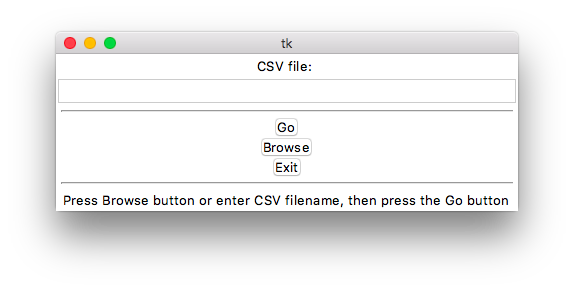 tk
CSV file:
Go
Browse
Exit
Press Browse button or enter CSV filename, then press the Go button